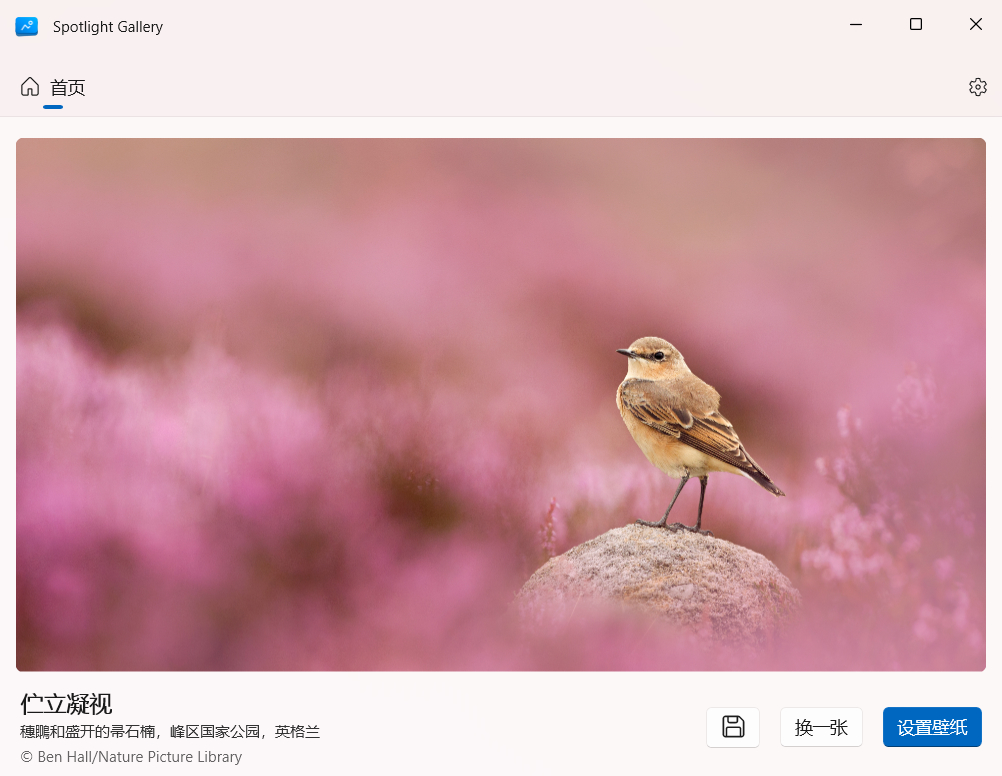 Spotlight Gallery
首页
伫立凝视
穗䳭和盛开的帚石楠，峰区国家公园，英格兰
© Ben Hall/Nature Picture Library
换一张
设置壁纸